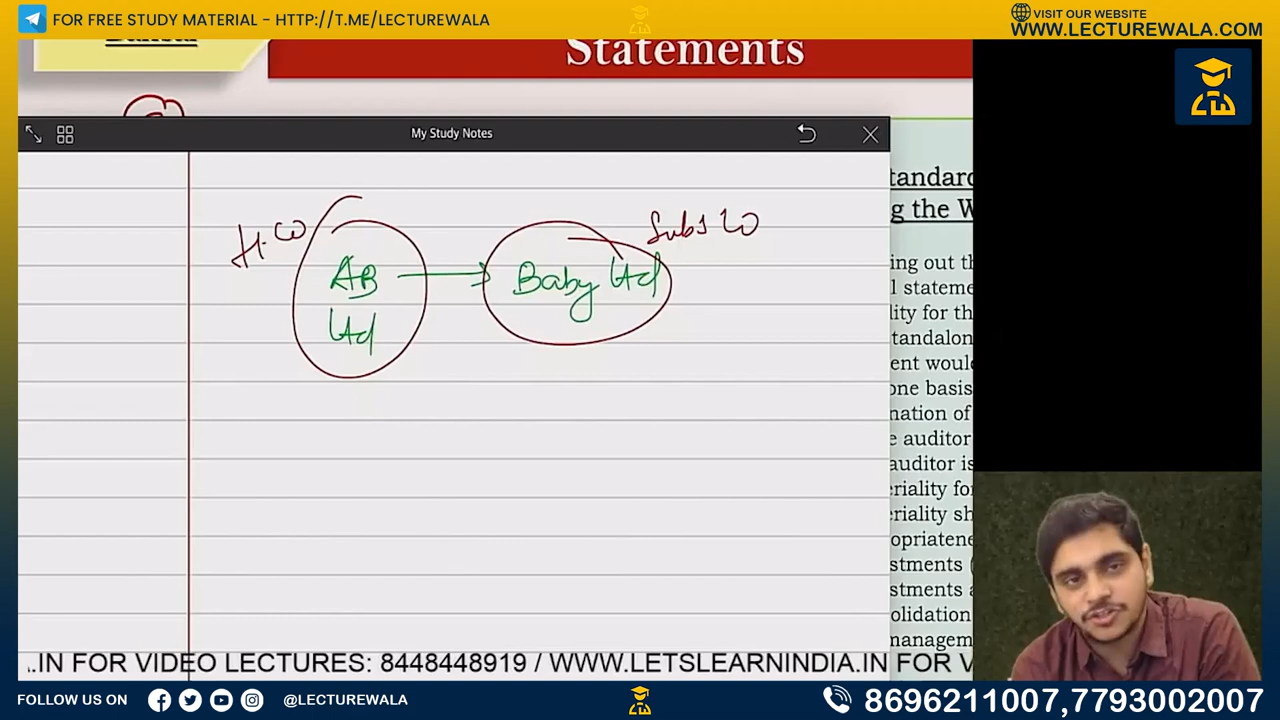 FOR FREE STUDY MATERIAL - HTTP://T.ME/LECTUREWALA
VISIT OUR WEBSITE
WWW.LECTUREWALA.COM
Statements
My Study Notes
H.CO
AB
Ltd
Baby Ltd
Subs CO
tandard
g the W
ing out th
l stateme
lity for th
tandalon
ent would
one basis
nation of
e auditor
auditor is
riality for
eriality sh
opriatene
stments (
stments a
olidation
managem
..IN FOR VIDEO LECTURES: 8448448919 / WWW.LETSLEARNINDIA.IN FOR V
FOLLOW US ON
@LECTUREWALA
8696211007,7793002007